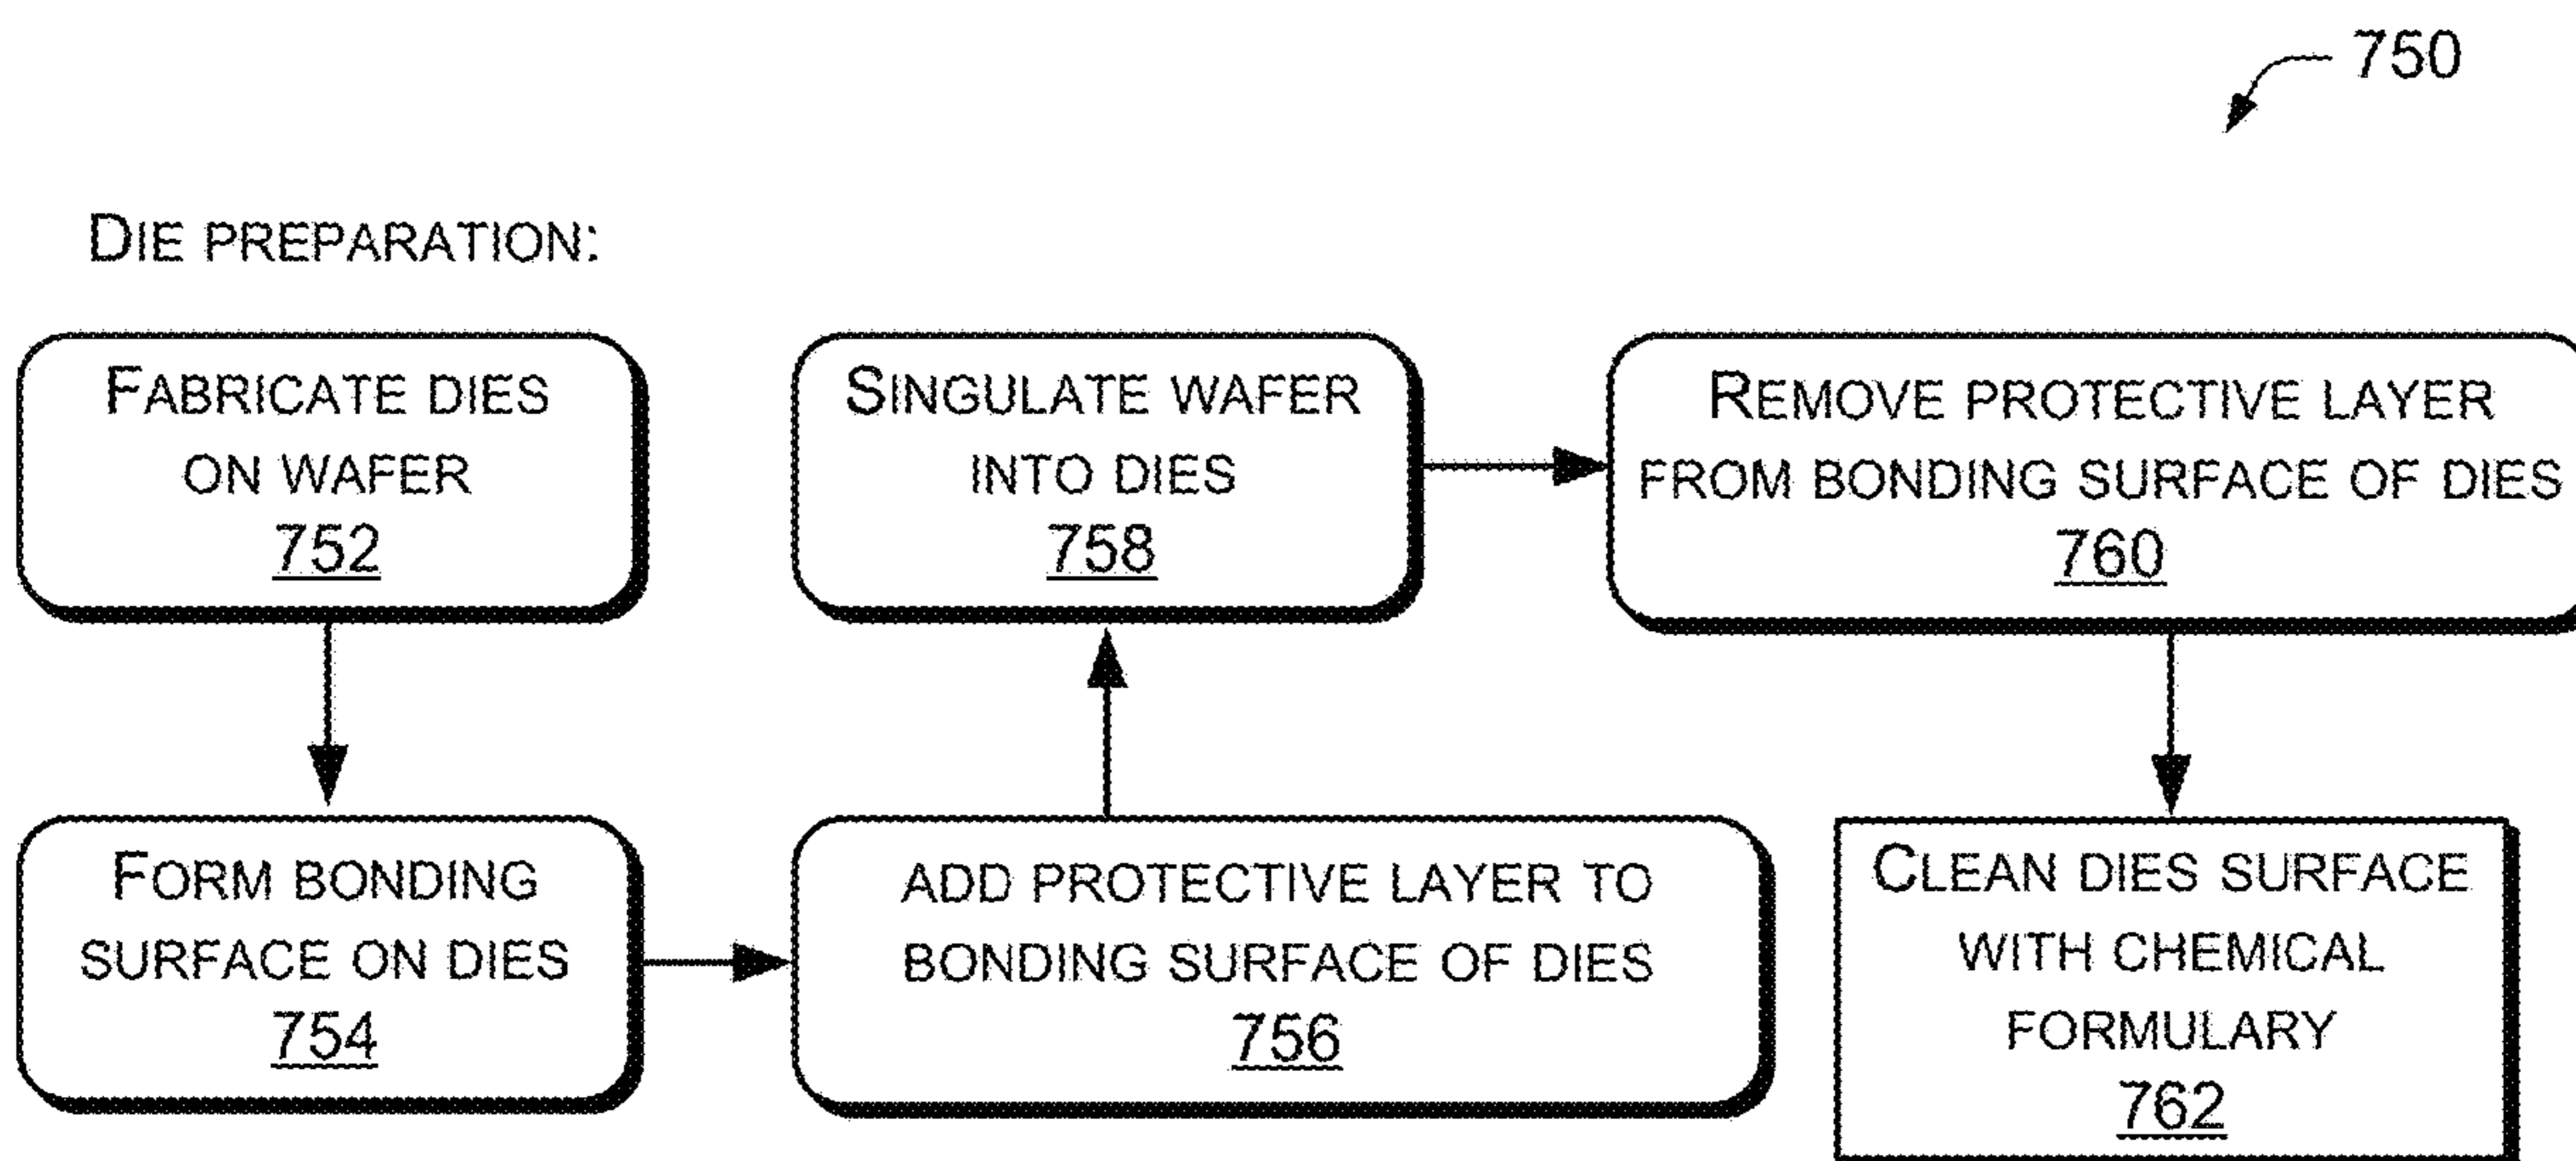 750
DIE PREPARATION:
FABRICATE DIES
ON WAFER
752
FORM BONDING
SURFACE ON DIES
754
ADD PROTECTIVE LAYER TO
BONDING SURFACE OF DIES
756
SINGULATE WAFER
INTO DIES
758
REMOVE PROTECTIVE LAYER
FROM BONDING SURFACE OF DIES
760
CLEAN DIES SURFACE
WITH CHEMICAL
FORMULARY
762